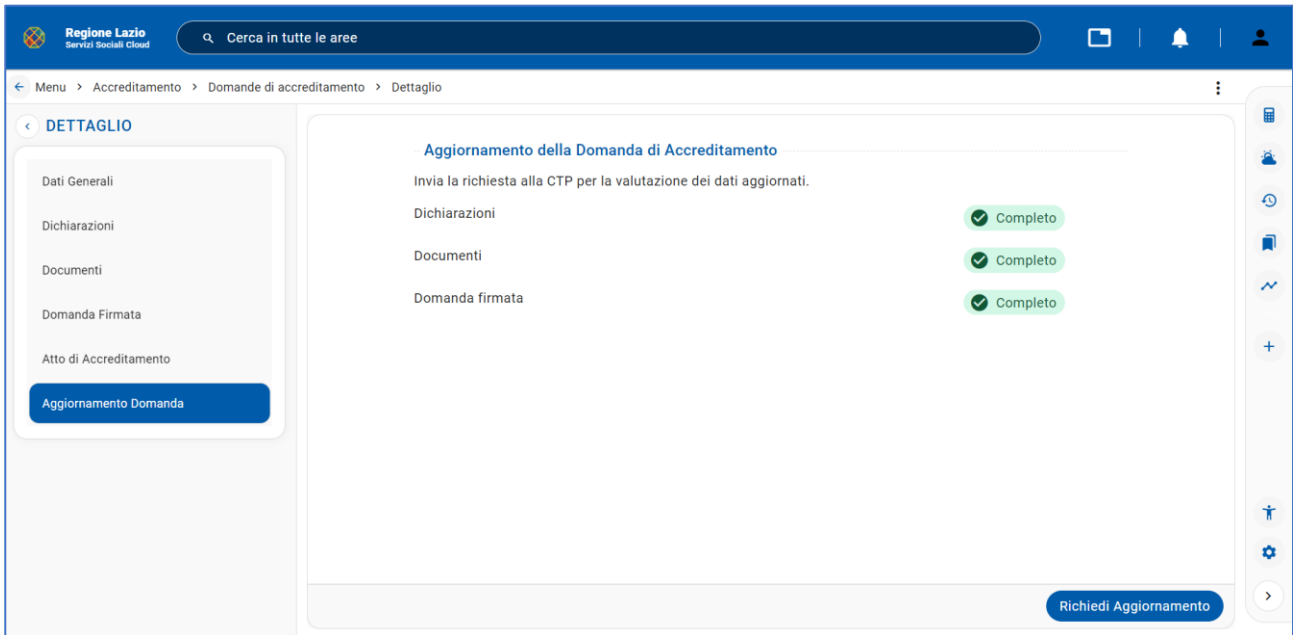 Regione Lazio
Servizi Sociali Cloud
Cerca in tutte le aree
Menu > Accreditamento > Domande di accreditamento > Dettaglio
DETTAGLIO
Dati Generali
Dichiarazioni
Documenti
Domanda Firmata
Atto di Accreditamento
Aggiornamento Domanda
Aggiornamento della Domanda di Accreditamento
Invia la richiesta alla CTP per la valutazione dei dati aggiornati.
Dichiarazioni Completo
Documenti Completo
Domanda firmata Completo
Richiedi Aggiornamento